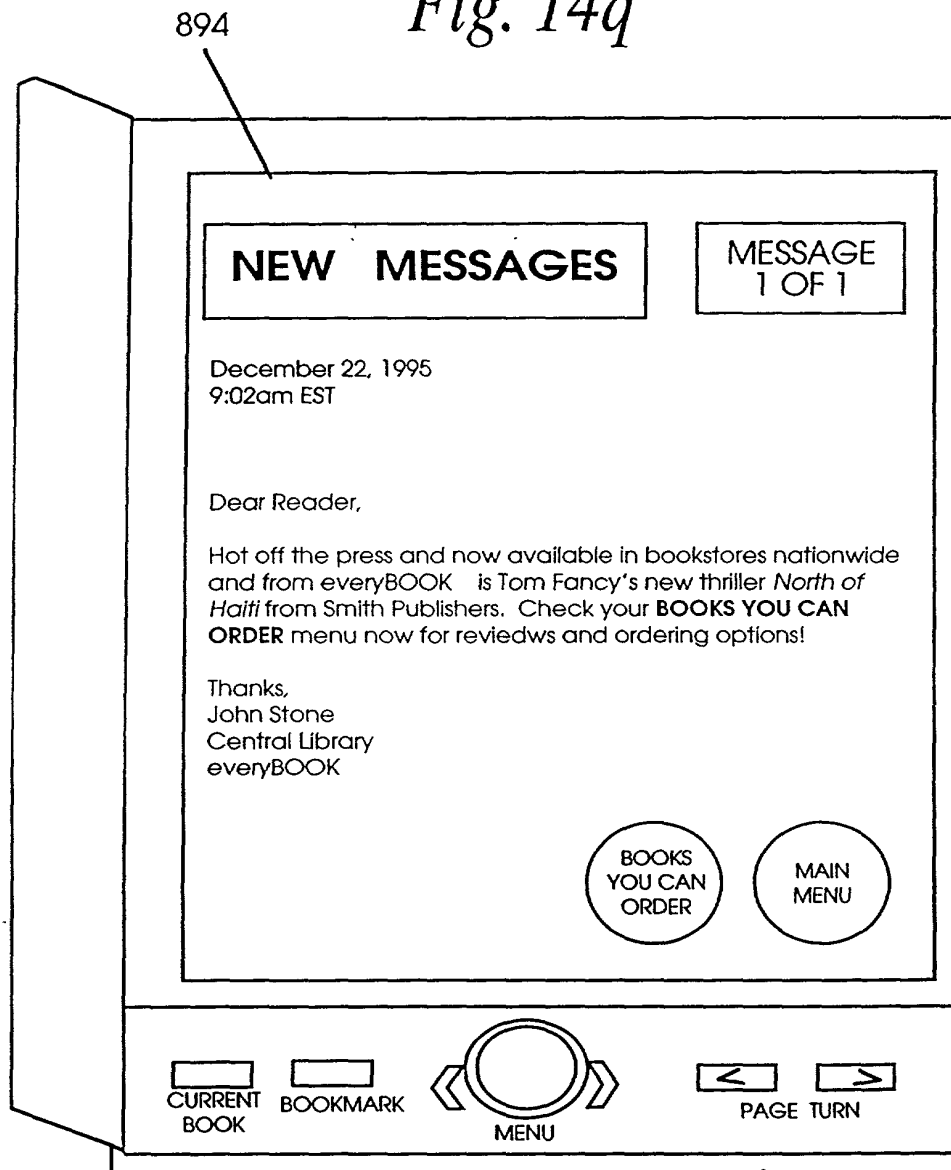 Fig. 14q
894
NEW MESSAGES
MESSAGE
1 OF 1
December 22, 1995
9:02am EST
Dear Reader,
Hot off the press and now available in bookstores nationwide
and from everyBOOK is Tom Fancy's new thriller North of
Haiti from Smith Publishers. Check your BOOKS YOU CAN
ORDER menu now for reviedws and ordering options!
Thanks,
John Stone
Central Library
everyBOOK
BOOKS
YOU CAN
ORDER
MAIN
MENU
CURRENT
BOOK
BOOKMARK
MENU
< >
PAGE TURN